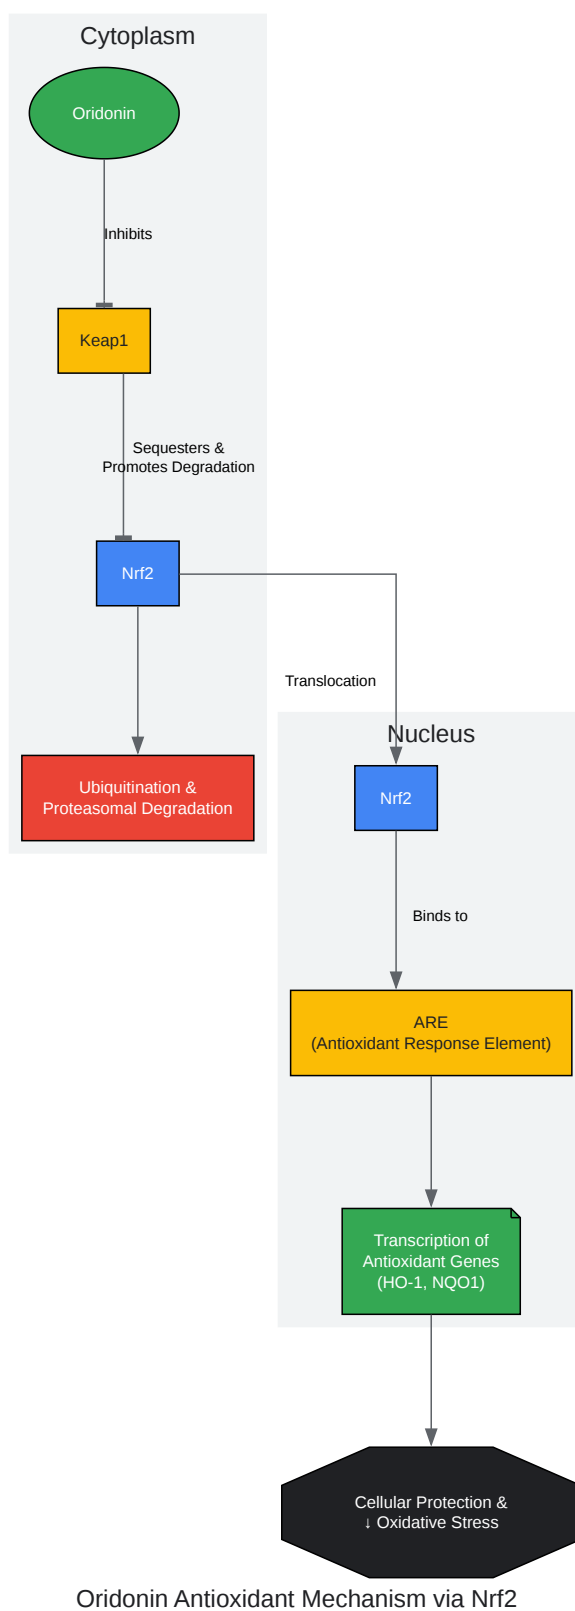 Cytoplasm
Oridonin
Inhibits
Keap1
Sequesters &
Promotes Degradation
Nrf2
Translocation
Ubiquitination &
Proteasomal Degradation
Nucleus
Nrf2
Binds to
ARE
(Antioxidant Response Element)
Transcription of
Antioxidant Genes
(HO-1, NQO1)
Cellular Protection &
↓ Oxidative Stress
Oridonin Antioxidant Mechanism via Nrf2